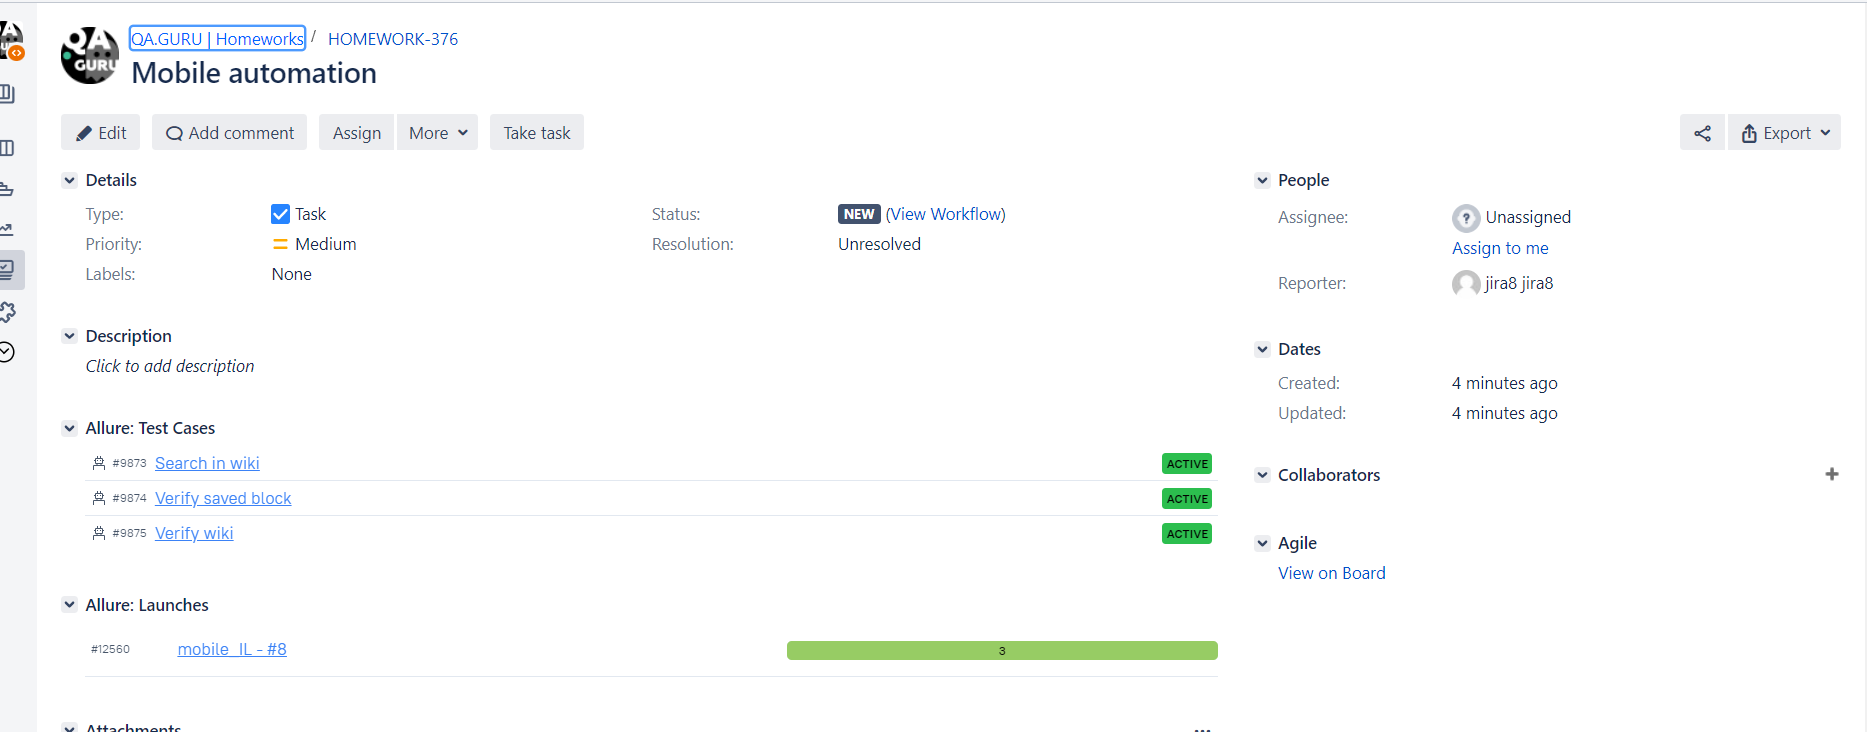 QA.GURU | Homeworks / HOMEWORK-376
QA
GURU
Mobile automation
Edit
Add comment
Assign
More
Take task
Export
Details
Type: Task
Status: NEW (View Workflow)
Priority: Medium
Resolution: Unresolved
Labels: None
Description
Click to add description
Allure: Test Cases
#9873 Search in wiki ACTIVE
#9874 Verify saved block ACTIVE
#9875 Verify wiki ACTIVE
Allure: Launches
#12560 mobile_IL - #8 3
Attachments
People
Assignee: Unassigned
Assign to me
Reporter: jira8 jira8
Dates
Created: 4 minutes ago
Updated: 4 minutes ago
Collaborators
Agile
View on Board